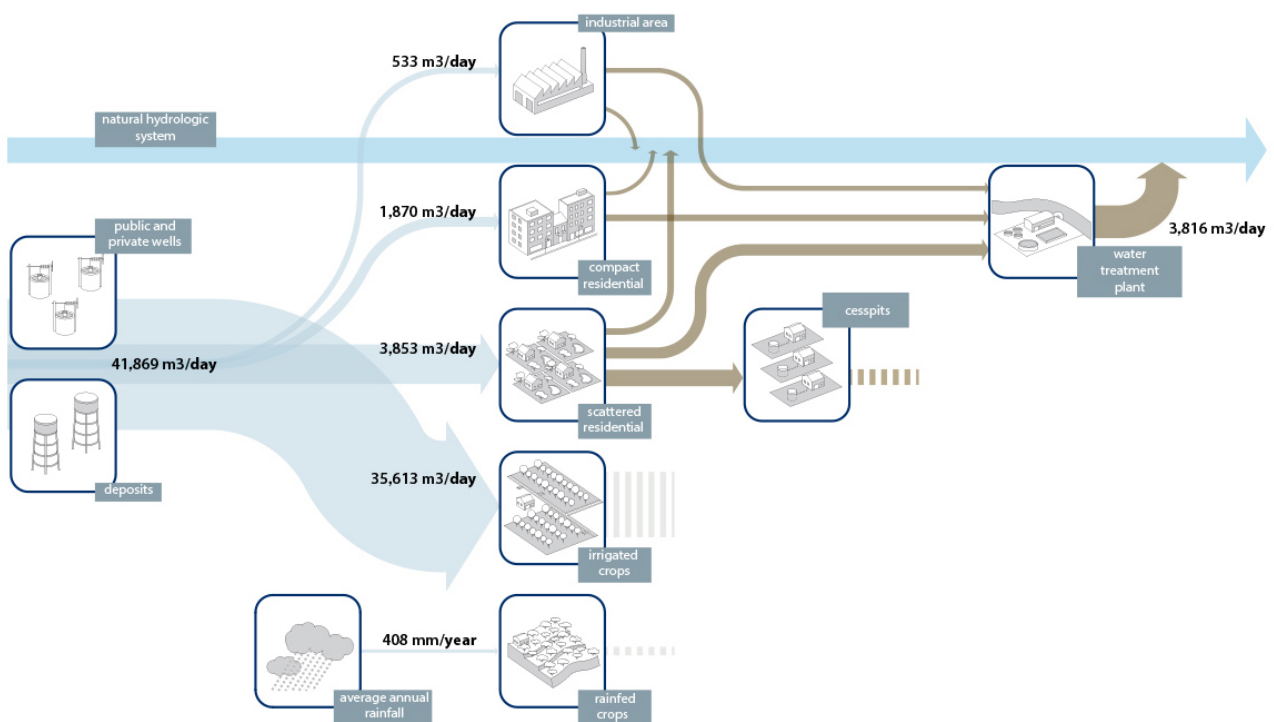 industrial area
533 m3/day
natural hydrologic
system
1,870 m3/day
public and
private wells
compact
residential
3,816 m3/day
water
treatment
plant
cesspits
41,869 m3/day
3,853 m3/day
scattered
residential
deposits
35,613 m3/day
irrigated
crops
408 mm/year
average annual
rainfall
rainfed
crops